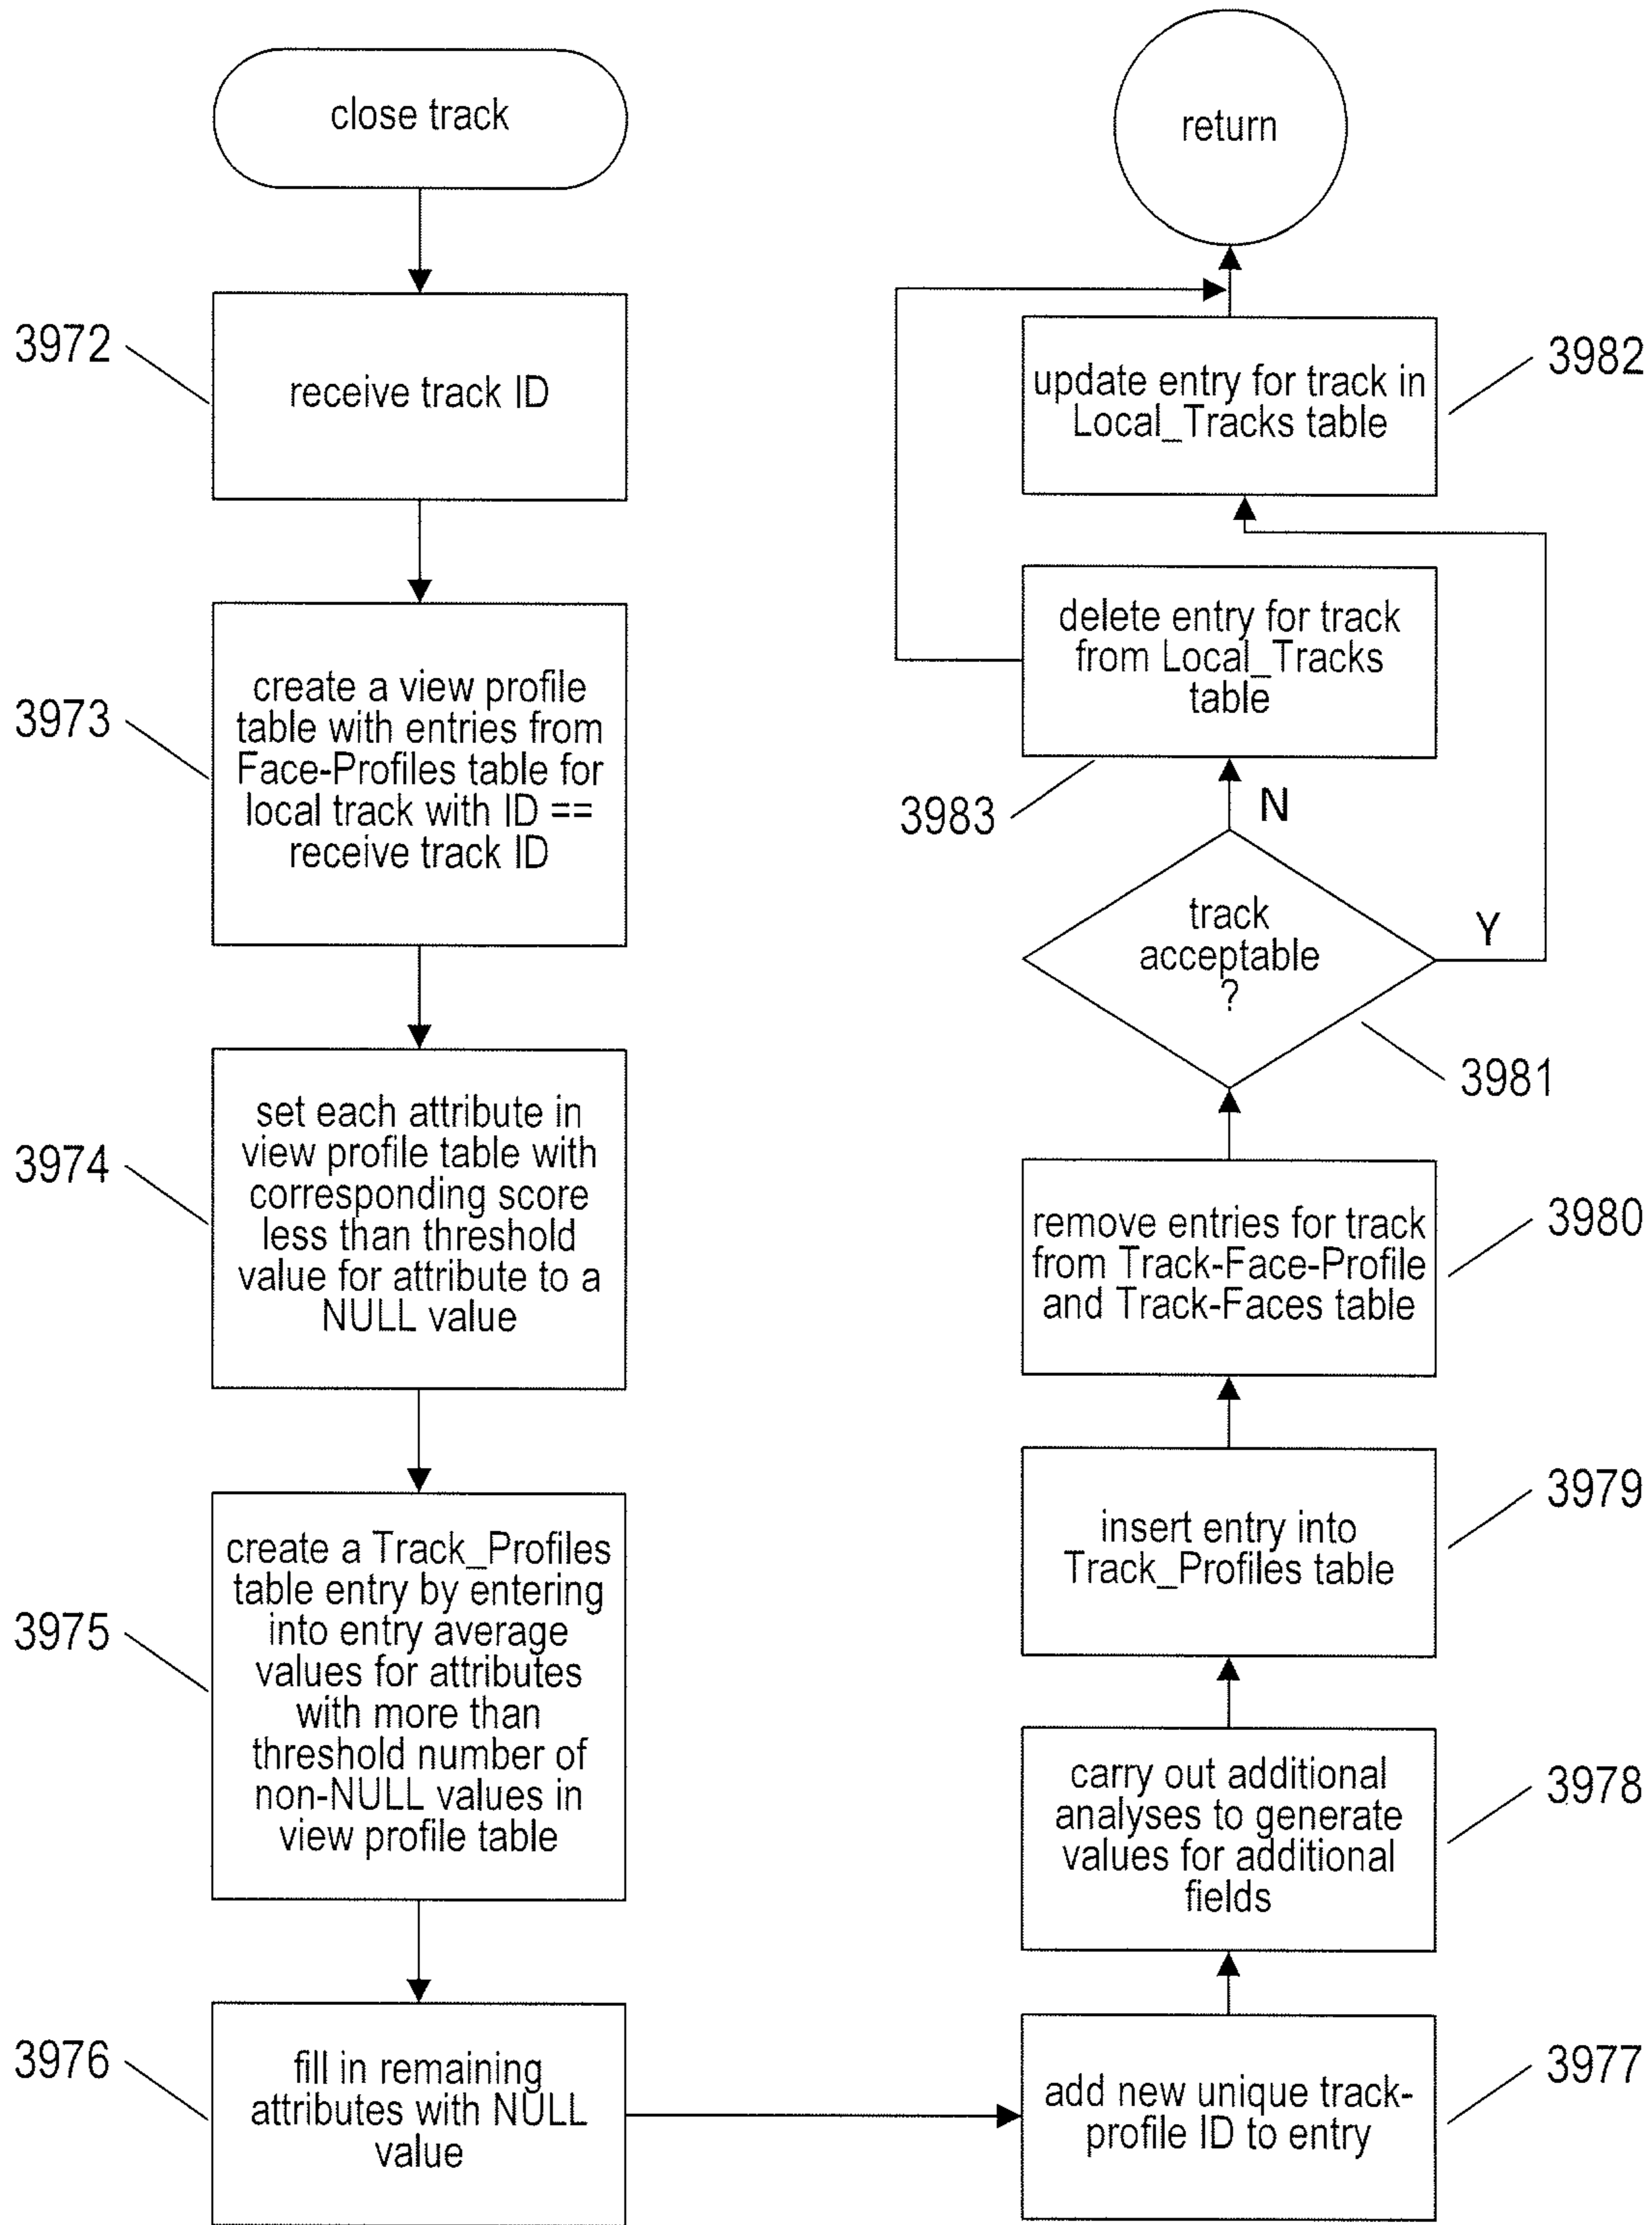 close track
3972
receive track ID
3973
create a view profile
table with entries from
Face-Profiles table for
local track with ID ==
receive track ID
3974
set each attribute in
view profile table with
corresponding score
less than threshold
value for attribute to a
NULL value
3975
create a Track_Profiles
table entry by entering
into entry average
values for attributes
with more than
threshold number of
non-NULL values in
view profile table
3976
fill in remaining
attributes with NULL
value
add new unique track-
profile ID to entry
3977
carry out additional
analyses to generate
values for additional
fields
3978
insert entry into
Track_Profiles table
3979
remove entries for track
from Track-Face-Profile
and Track-Faces table
3980
track
acceptable
?
3981
Y
N
3983
delete entry for track
from Local_Tracks
table
update entry for track in
Local_Tracks table
3982
return